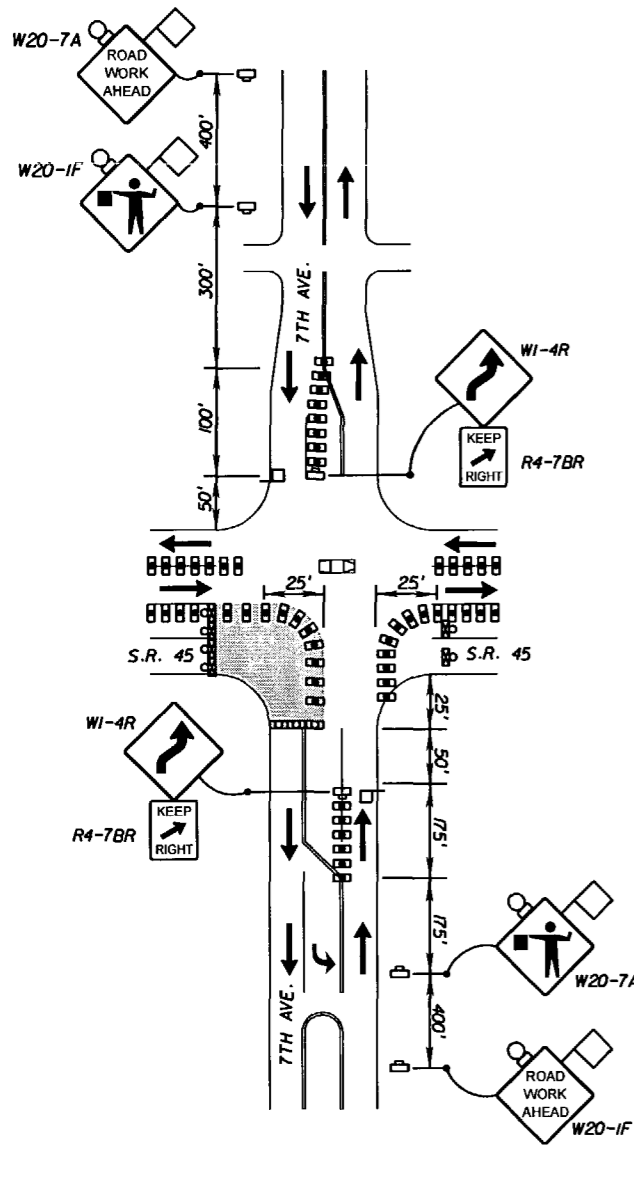 W20-7A
ROAD
WORK
AHEAD
400'
W20-1F
300'
7TH AVE.
W1-4R
100'
KEEP
RIGHT
R4-7BR
50'
25'
25'
S.R. 45
S.R. 45
25'
W1-4R
50'
KEEP
RIGHT
R4-7BR
175'
175'
W20-7A
7TH AVE.
400'
ROAD
WORK
AHEAD
W20-1F